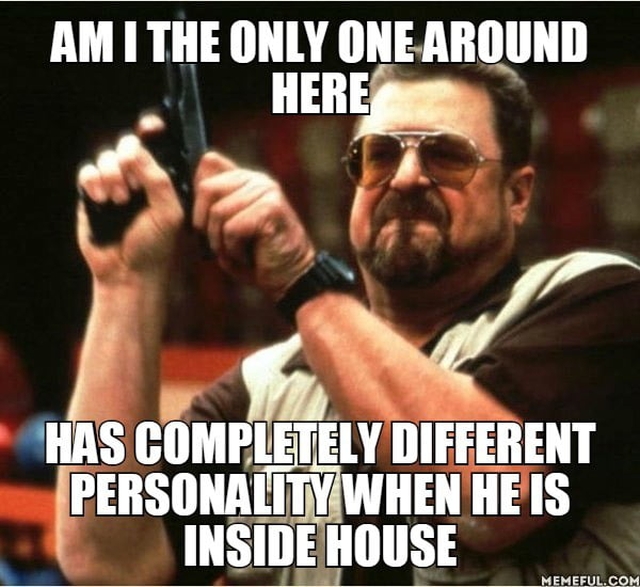 AM I THE ONLY ONE AROUND
HERE
HAS COMPLETELY DIFFERENT
PERSONALITY WHEN HE IS
INSIDE HOUSE
MEMEFUL.COM